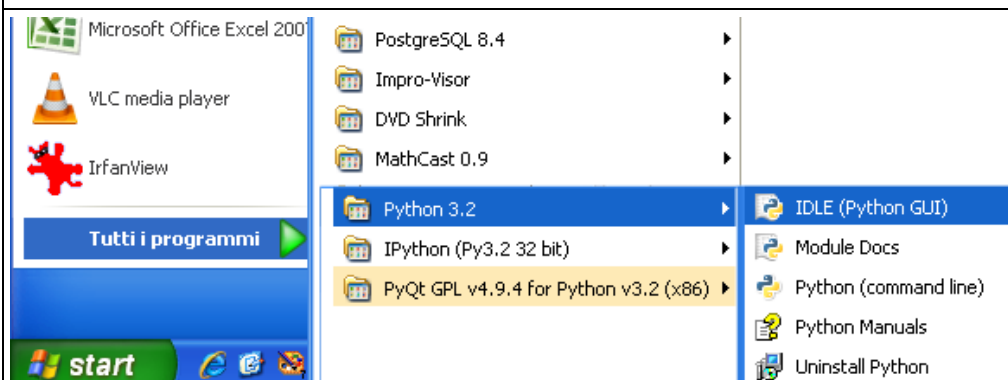 Microsoft Office Excel 200
VLC media player
IrfanView
Tutti i programmi
start
PostgreSQL 8.4
Impro-Visor
DVD Shrink
MathCast 0.9
Python 3.2
IPython (Py3.2 32 bit)
PyQt GPL v4.9.4 for Python v3.2 (x86)
IDLE (Python GUI)
Module Docs
Python (command line)
Python Manuals
Uninstall Python